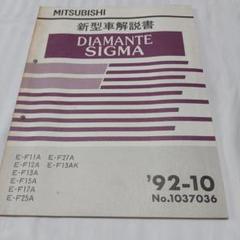 MITSUBISHI
新型車解説書
DIAMANTE
SIGMA
E-F11A E-F27A
E-F12A E-F13AK
E-F13A
E-F15A
E-F17A
E-F25A
'92-10
No.1037036